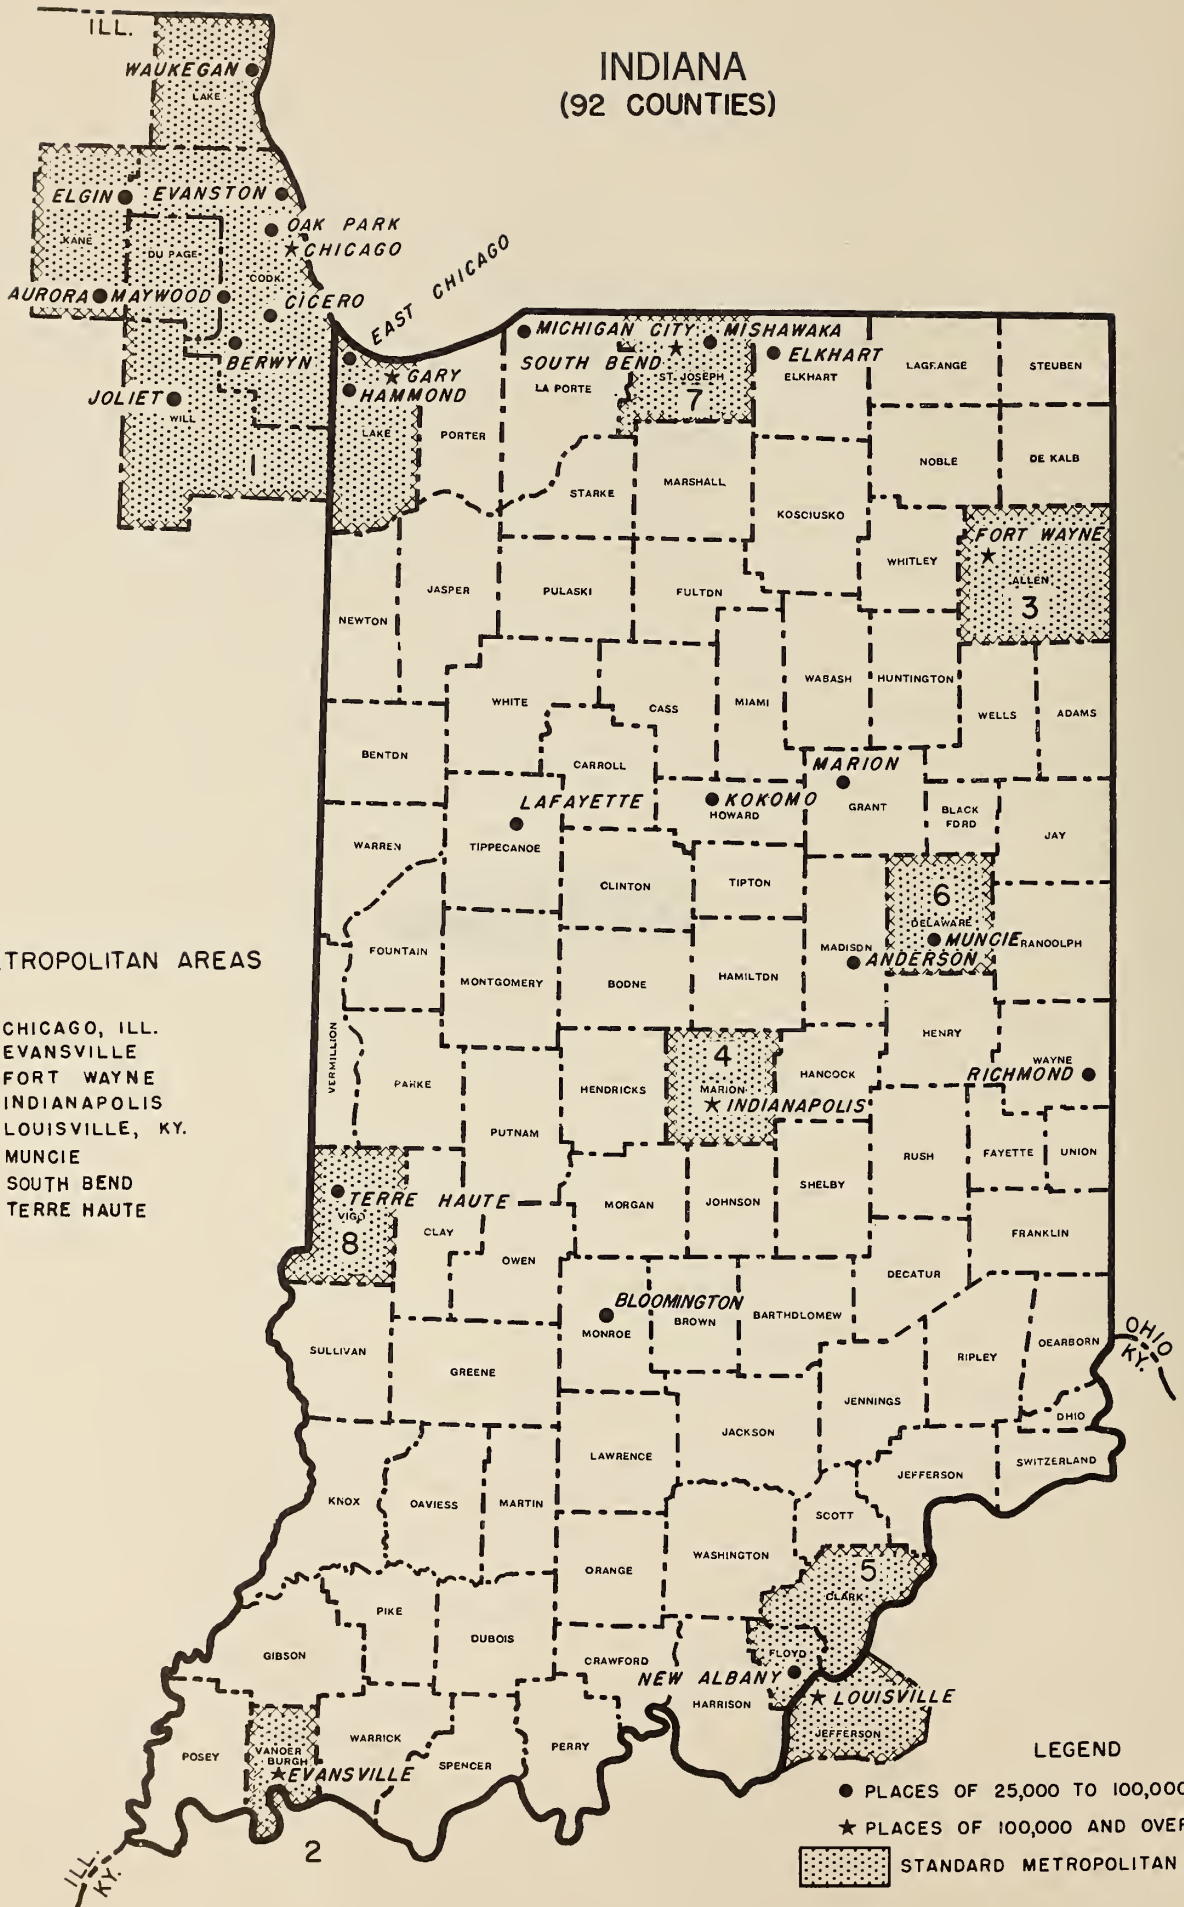 INDIANA
(92 COUNTIES)
ILL.
WAUKEGAN
LAKE
ELGIN
EVANSTON
OAK PARK
KANE
DU PAGE
CHICAGO
COOK
AURORA
MAYWOOD
CICERO
EAST CHICAGO
BERWYN
JOLIET
WILL
GARY
HAMMOND
LAKE
MICHIGAN CITY
MISHAWAKA
SOUTH BEND
ELKHART
ST. JOSEPH
ELKHART
LA PORTE
7
LAGRANGE
STEUBEN
PORTER
STARKE
MARSHALL
NOBLE
DE KALB
KOSCIUSKO
FORT WAYNE
WHITLEY
ALLEN
3
JASPER
PULASKI
FULTON
NEWTON
WHITE
CASS
MIAMI
WABASH
HUNTINGTON
WELLS
ADAMS
BENTON
CARROLL
MARION
LAFAYETTE
KOKOMO
HOWARD
GRANT
BLACK
FORD
JAY
WARREN
TIPPECANOE
CLINTON
TIPTON
6
DELAWARE
MUNCIE
RANDOLPH
FOUNTAIN
MADISON
ANDERSON
MONTGOMERY
BOONE
HAMILTON
TROPOLITAN AREAS
CHICAGO, ILL.
EVANSVILLE
FORT WAYNE
INDIANAPOLIS
LOUISVILLE, KY.
MUNCIE
SOUTH BEND
TERRE HAUTE
VERMILLION
PARKE
HENDRICKS
4
MARION
INDIANAPOLIS
HANCOCK
HENRY
WAYNE
RICHMOND
PUTNAM
RUSH
FAYETTE
UNION
TERRE HAUTE
VIGO
8
CLAY
OWEN
MORGAN
JOHNSON
SHELBY
FRANKLIN
DECATUR
BLOOMINGTON
MONROE
BROWN
BARTHOLOMEW
SULLIVAN
GREENE
RIPLEY
DEARBORN
OHIO
KY.
JENNINGS
OHIO
LAWRENCE
JACKSON
JEFFERSON
SWITZERLAND
KNOX
DAVIESS
MARTIN
SCOTT
ORANGE
WASHINGTON
5
CLARK
PIKE
DUBOIS
GIBSON
CRAWFORD
FLOYD
NEW ALBANY
HARRISON
LOUISVILLE
JEFFERSON
POSEY
VANDER
BURGH
EVANSVILLE
WARRICK
SPENCER
PERRY
2
ILL.
KY.
LEGEND
PLACES OF 25,000 TO 100,000
PLACES OF 100,000 AND OVER
STANDARD METROPOLITAN